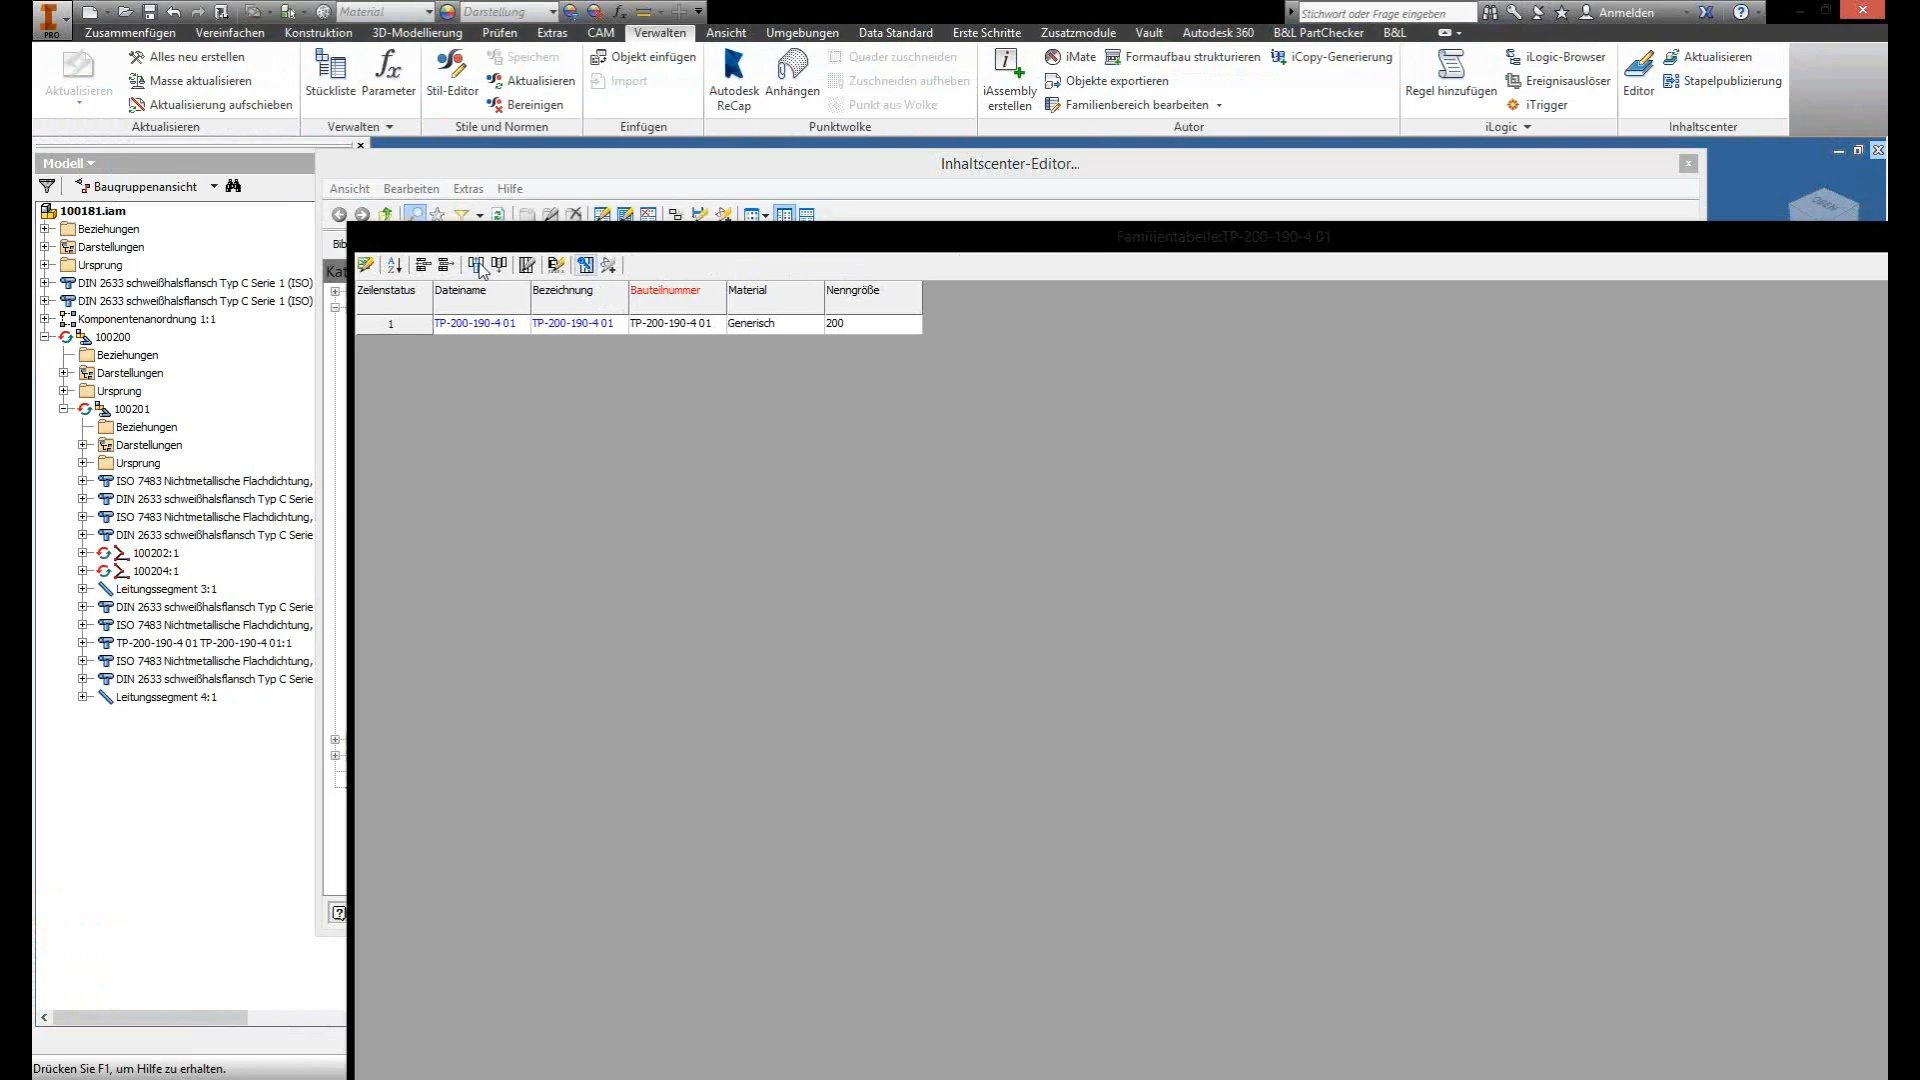 PRO
Material
Darstellung
Stichwort oder Frage eingeben
Anmelden
Zusammenfügen
Vereinfachen
Konstruktion
3D-Modellierung
Prüfen
Extras
CAM
Verwalten
Ansicht
Umgebungen
Data Standard
Erste Schritte
Zusatzmodule
Vault
Autodesk 360
B&L PartChecker
B&L
Aktualisieren
Alles neu erstellen
Masse aktualisieren
Aktualisierung aufschieben
Aktualisieren
Stückliste
Parameter
Verwalten
Stil-Editor
Speichern
Aktualisieren
Bereinigen
Stile und Normen
Objekt einfügen
Import
Einfügen
Autodesk
ReCap
Anhängen
Quader zuschneiden
Zuschneiden aufheben
Punkt aus Wolke
Punktwolke
iAssembly
erstellen
iMate
Formaufbau strukturieren
iCopy-Generierung
Objekte exportieren
Familienbereich bearbeiten
Autor
Regel hinzufügen
iLogic-Browser
Ereignisauslöser
iTrigger
iLogic
Editor
Aktualisieren
Stapelpublizierung
Inhaltscenter
Modell
Baugruppenansicht
100181.iam
Beziehungen
Darstellungen
Ursprung
DIN 2633 schweißhalsflansch Typ C Serie 1 (ISO)
DIN 2633 schweißhalsflansch Typ C Serie 1 (ISO)
Komponentenanordnung 1:1
100200
Beziehungen
Darstellungen
Ursprung
100201
Beziehungen
Darstellungen
Ursprung
ISO 7483 Nichtmetallische Flachdichtung,
DIN 2633 schweißhalsflansch Typ C Serie
ISO 7483 Nichtmetallische Flachdichtung,
DIN 2633 schweißhalsflansch Typ C Serie
100202:1
100204:1
Leitungssegment 3:1
DIN 2633 schweißhalsflansch Typ C Serie
ISO 7483 Nichtmetallische Flachdichtung,
TP-200-190-4 01 TP-200-190-4 01:1
ISO 7483 Nichtmetallische Flachdichtung,
DIN 2633 schweißhalsflansch Typ C Serie
Leitungssegment 4:1
Inhaltscenter-Editor...
Ansicht
Bearbeiten
Extras
Hilfe
Bib
Kat
Familientabelle:TP-200-190-4 01
Zeilenstatus
Dateiname
Bezeichnung
Bauteilnummer
Material
Nenngröße
1
TP-200-190-4 01
TP-200-190-4 01
TP-200-190-4 01
Generisch
200
Drücken Sie F1, um Hilfe zu erhalten.